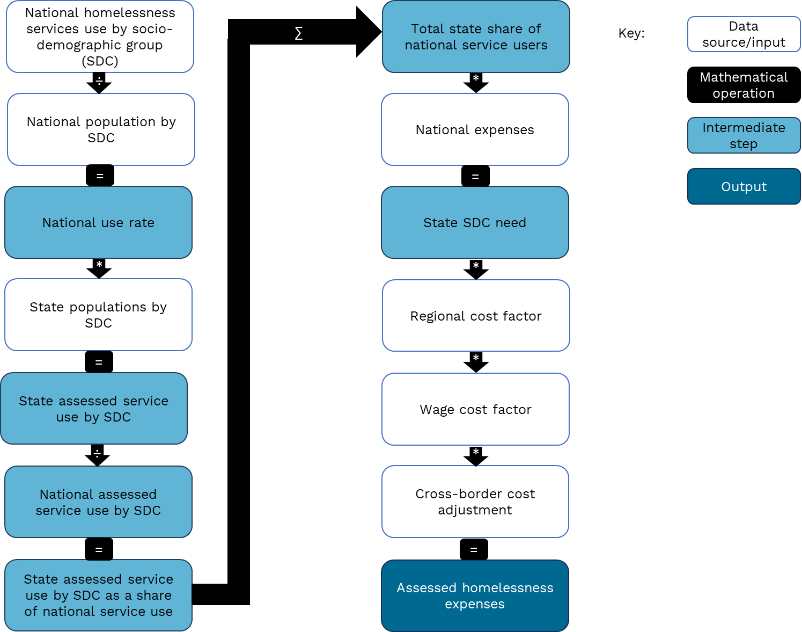 National homelessness
services use by socio-
demographic group
(SDC)
÷
National population by
SDC
=
National use rate
*
State populations by
SDC
=
State assessed service
use by SDC
÷
National assessed
service use by SDC
=
State assessed service
use by SDC as a share
of national service use
∑
Total state share of
national service users
*
National expenses
=
State SDC need
*
Regional cost factor
*
Wage cost factor
*
Cross-border cost
adjustment
=
Assessed homelessness
expenses
Key:
Data
source/input
Mathematical
operation
Intermediate
step
Output